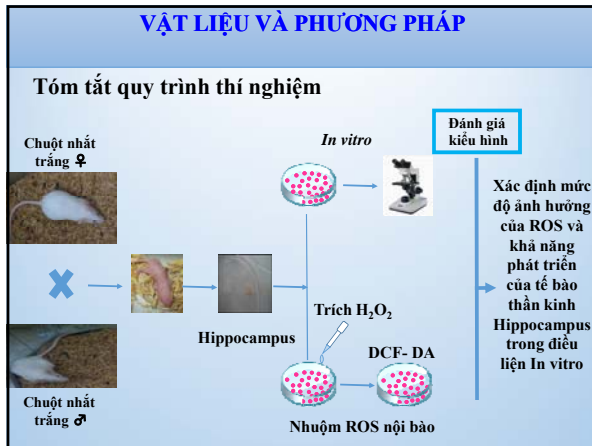 VẬT LIỆU VÀ PHƯƠNG PHÁP
Tóm tắt quy trình thí nghiệm
Chuột nhắt
trắng ♀
In vitro
Đánh giá
kiểu hình
Xác định mức
độ ảnh hưởng
của ROS và
khả năng
phát triển
của tế bào
thần kinh
Hippocampus
trong điều
liện In vitro
Hippocampus
Trích H₂O₂
DCF- DA
Nhuộm ROS nội bào
Chuột nhắt
trắng ♂